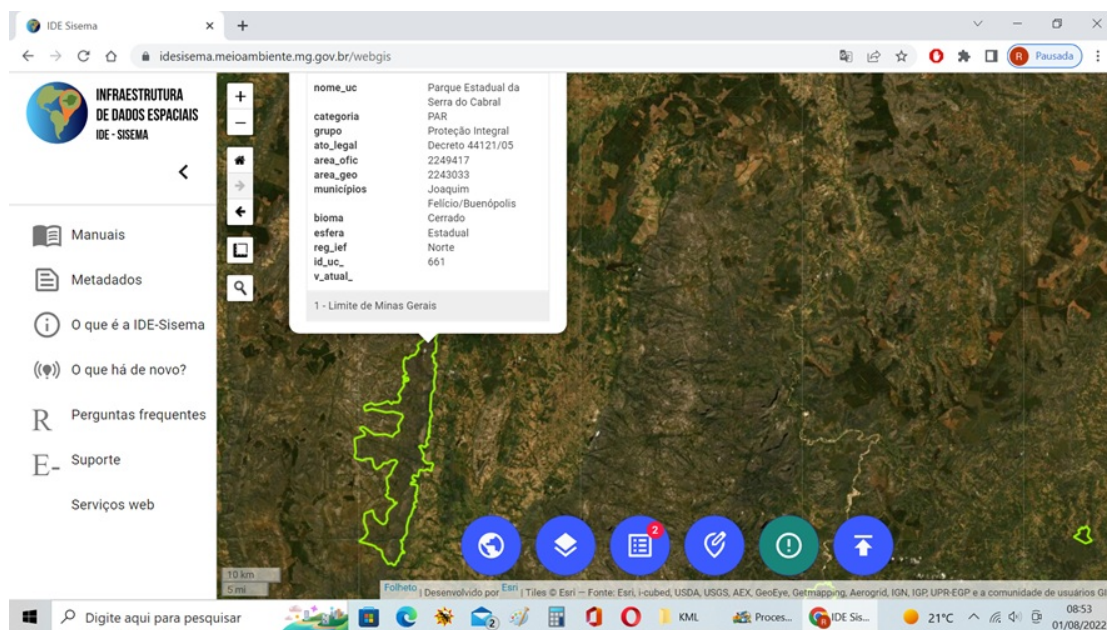 IDE Sisema
idesisema.meioambiente.mg.gov.br/webgis
R Pausada
INFRAESTRUTURA
DE DADOS ESPACIAIS
IDE - SISEMA
Manuais
Metadados
O que é a IDE-Sisema
O que há de novo?
R Perguntas frequentes
E- Suporte
Serviços web
nome_uc Parque Estadual da
Serra do Cabral
categoria PAR
grupo Proteção Integral
ato_legal Decreto 44121/05
area_ofic 2249417
area_geo 2243033
municípios Joaquim
Felício/Buenópolis
bioma Cerrado
esfera Estadual
reg_ief Norte
id_uc_ 661
v_atual_
1 - Limite de Minas Gerais
2
10 km
5 mi
Folheto | Desenvolvido por Esri | Tiles © Esri — Fonte: Esri, i-cubed, USDA, USGS, AEX, GeoEye, Getmapping, Aerogrid, IGN, IGP, UPR-EGP e a comunidade de usuários GI
Digite aqui para pesquisar
2
KML
Proces...
IDE Sis...
21°C
08:53
01/08/2022